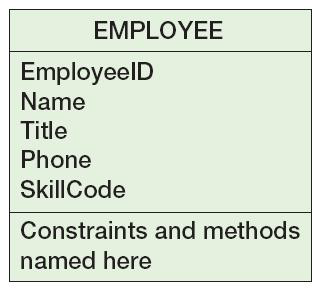 EMPLOYEE
EmployeeID
Name
Title
Phone
SkillCode
Constraints and methods
named here